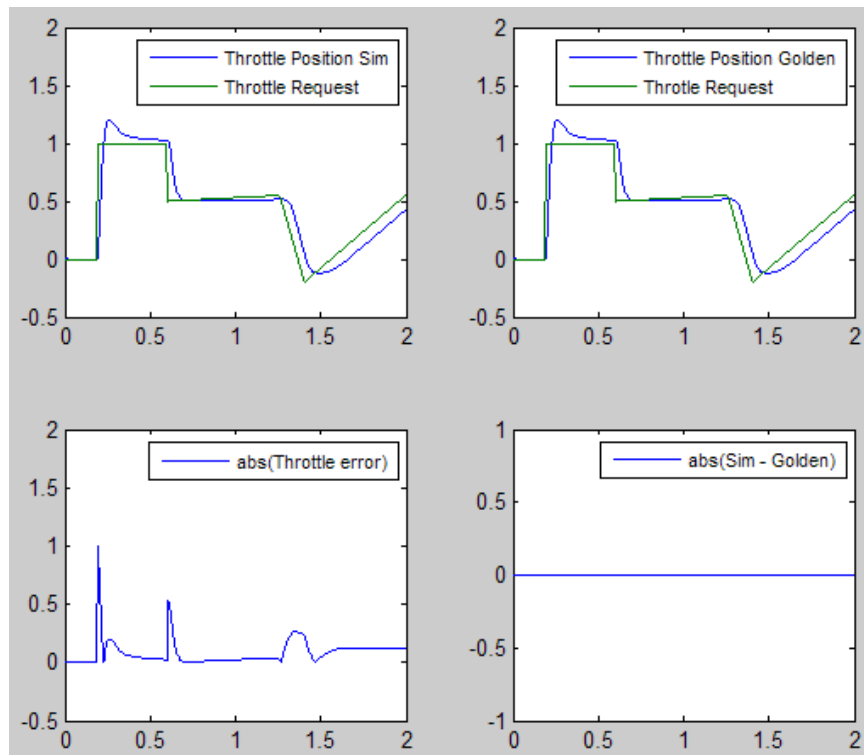 2
Throttle Position Sim
1.5
Throttle Request
1
0.5
0
-0.5
0 0.5 1 1.5 2
2
Throttle Position Golden
1.5
Throtle Request
1
0.5
0
-0.5
0 0.5 1 1.5 2
2
abs(Throttle error)
1.5
1
0.5
0
-0.5
0 0.5 1 1.5 2
1
abs(Sim - Golden)
0.5
0
-0.5
-1
0 0.5 1 1.5 2